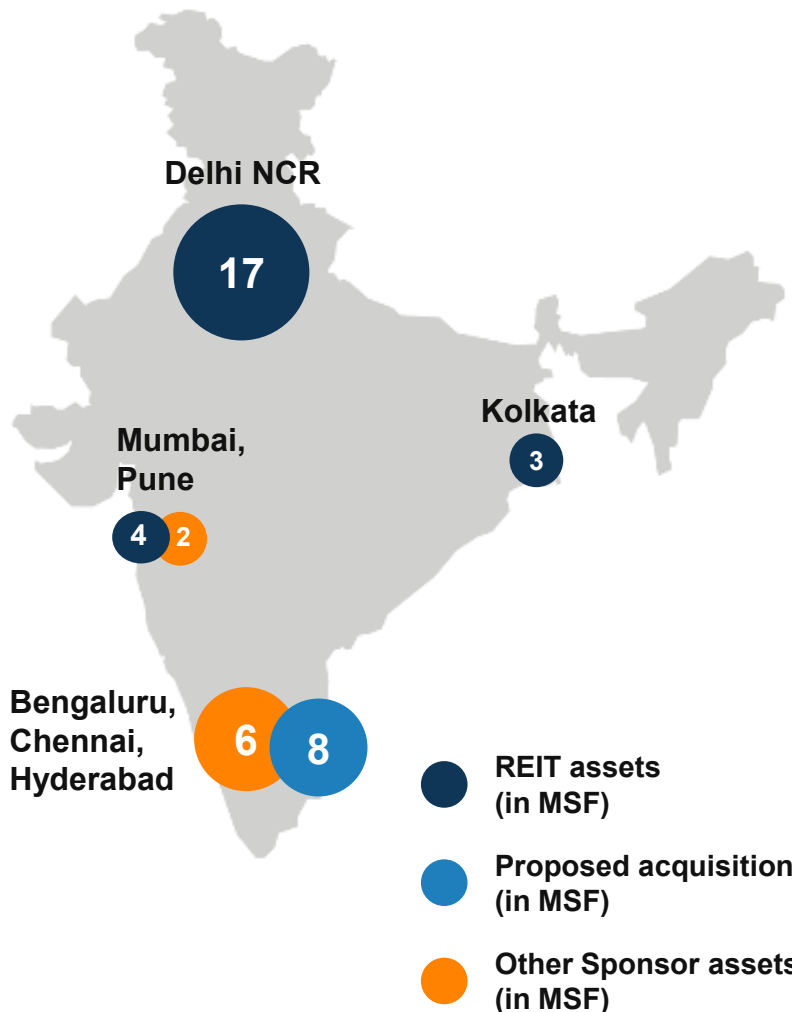 Delhi NCR
17
Kolkata
3
Mumbai,
Pune
4
2
Bengaluru,
Chennai,
Hyderabad
6
8
REIT assets
(in MSF)
Proposed acquisition
(in MSF)
Other Sponsor assets
(in MSF)